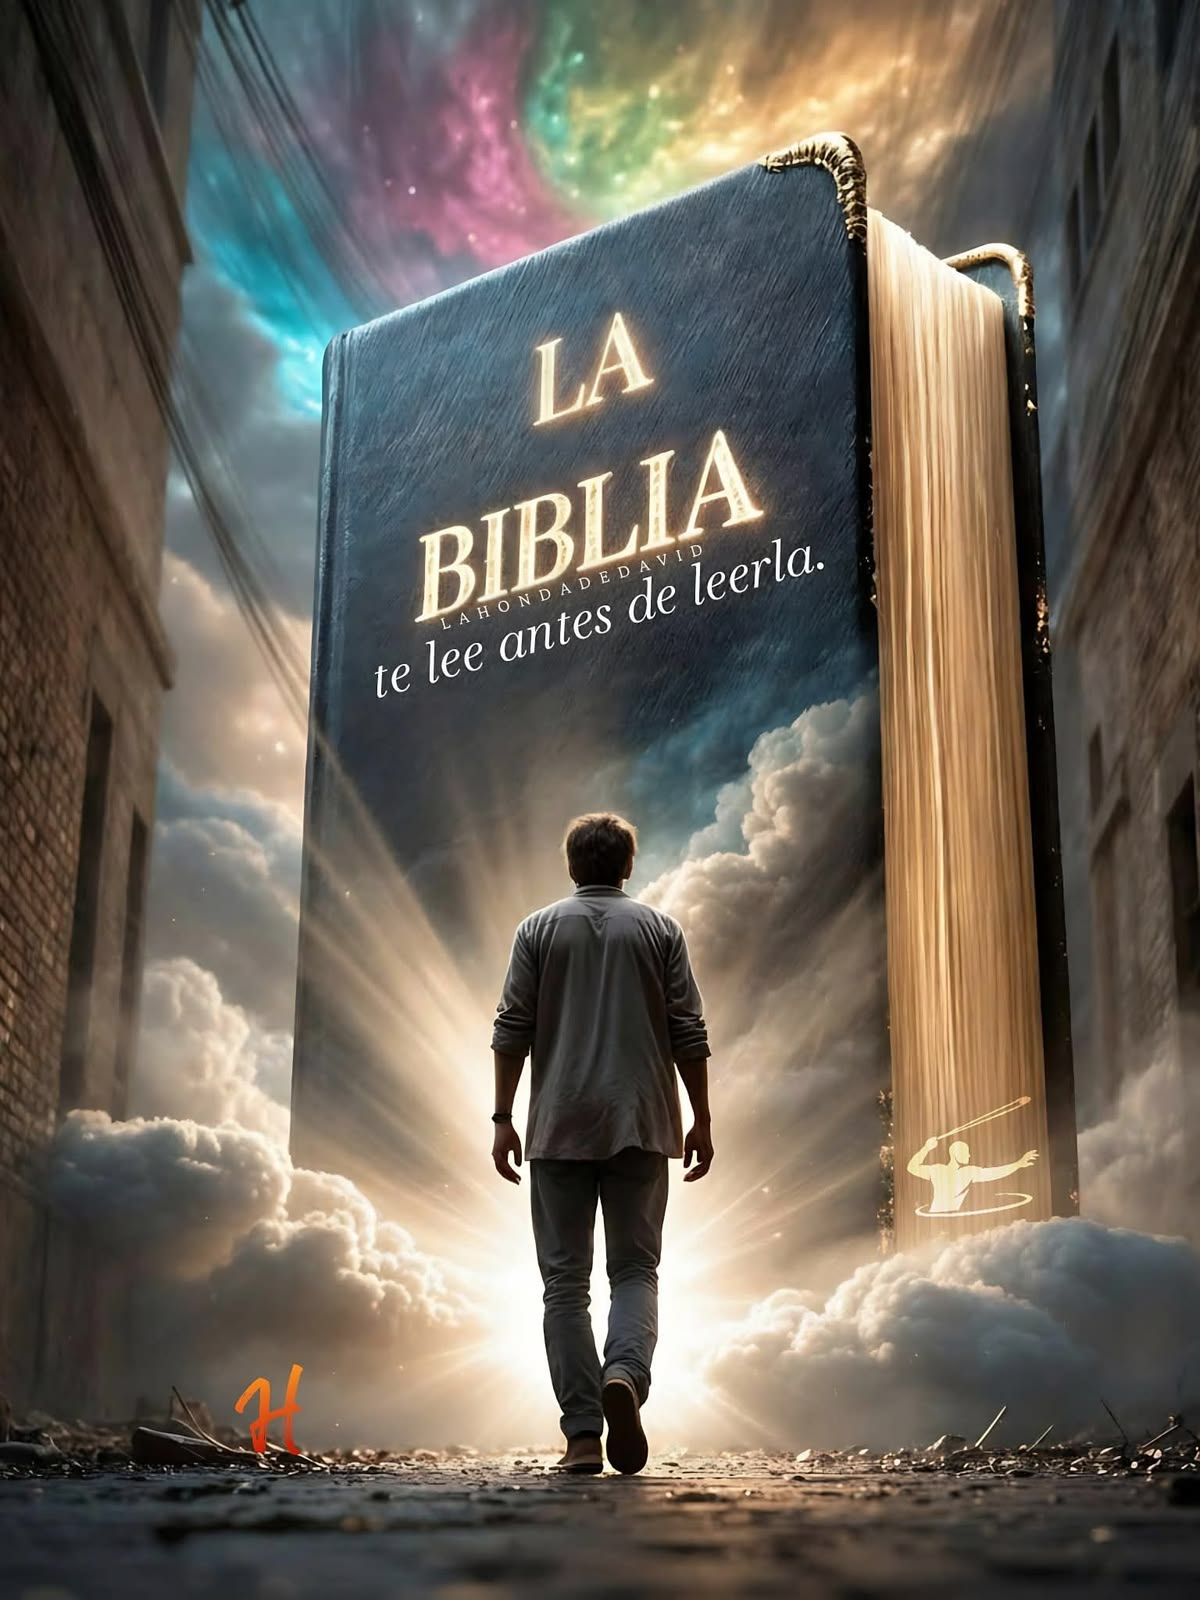 LA
BIBLIA
LAHONDADEDAVID
te lee antes de leerla.
H